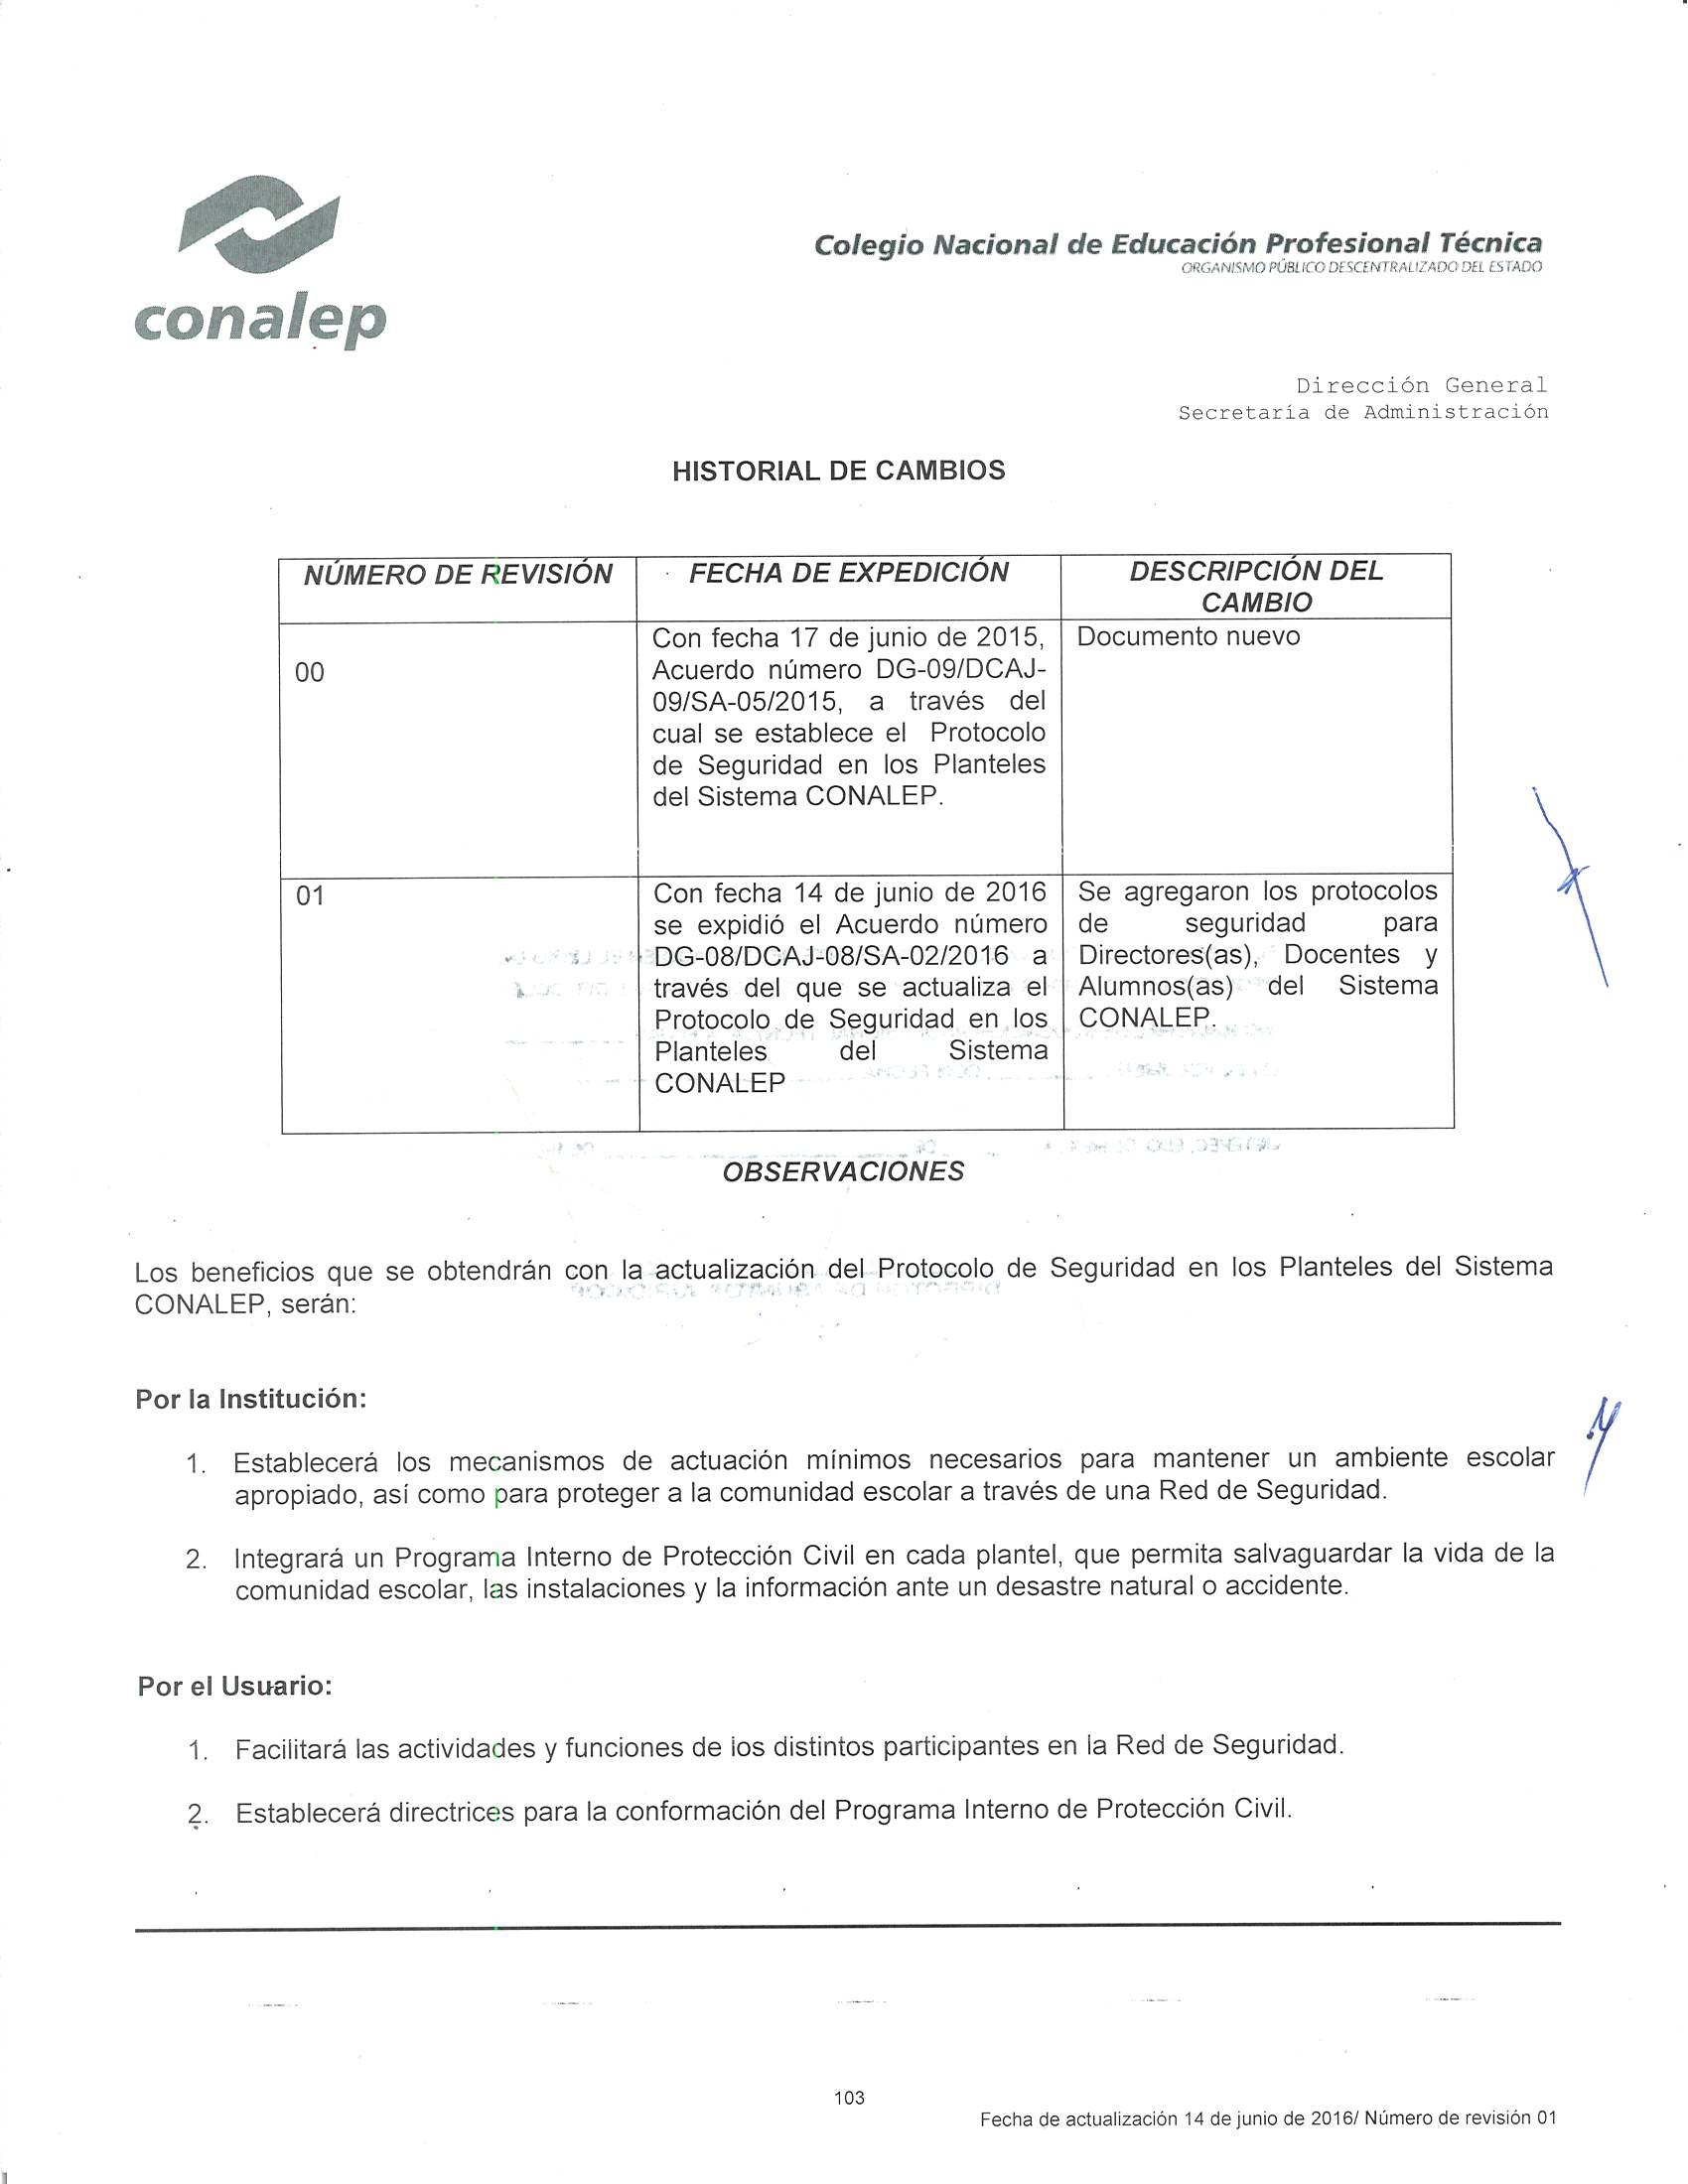 conalep
Colegio Nacional de Educación Profesional Técnica
ORGANISMO PÚBLICO DESCENTRALIZADO DEL ESTADO
Dirección General
Secretaría de Administración
HISTORIAL DE CAMBIOS
NÚMERO DE REVISIÓN
FECHA DE EXPEDICIÓN
DESCRIPCIÓN DEL
CAMBIO
00
Con fecha 17 de junio de 2015,
Acuerdo número DG-09/DCAJ-
09/SA-05/2015, a través del
cual se establece el Protocolo
de Seguridad en los Planteles
del Sistema CONALEP.
Documento nuevo
01
Con fecha 14 de junio de 2016
se expidió el Acuerdo número
DG-08/DCAJ-08/SA-02/2016 a
través del que se actualiza el
Protocolo de Seguridad en los
Planteles del Sistema
CONALEP
Se agregaron los protocolos
de seguridad para
Directores(as), Docentes y
Alumnos(as) del Sistema
CONALEP.
OBSERVACIONES
Los beneficios que se obtendrán con la actualización del Protocolo de Seguridad en los Planteles del Sistema
CONALEP, serán:
Por la Institución:
1. Establecerá los mecanismos de actuación mínimos necesarios para mantener un ambiente escolar
apropiado, así como para proteger a la comunidad escolar a través de una Red de Seguridad.
2. Integrará un Programa Interno de Protección Civil en cada plantel, que permita salvaguardar la vida de la
comunidad escolar, las instalaciones y la información ante un desastre natural o accidente.
Por el Usuario:
1. Facilitará las actividades y funciones de los distintos participantes en la Red de Seguridad.
2. Establecerá directrices para la conformación del Programa Interno de Protección Civil.
103
Fecha de actualización 14 de junio de 2016/ Número de revisión 01